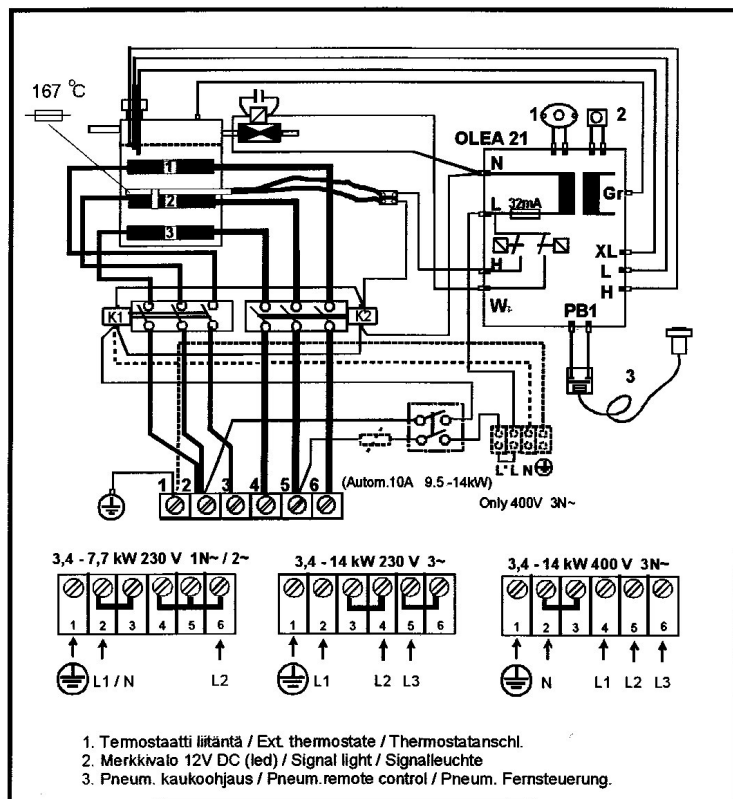 167 °C
1 2
OLEA 21
N
1
Gr
L 32mA
2
3
XL
H L
H
W
K1 K2
PB1
3
1 2 3 4 5 6
(Autom.10A 9.5 -14kW)
L' L N
Only 400V 3N~
3,4 - 7,7 kW 230 V 1N~ / 2~
1 2 3 4 5 6
L1 / N L2
3,4 - 14 kW 230 V 3~
1 2 3 4 5 6
L1 L2 L3
3,4 - 14 kW 400 V 3N~
1 2 3 4 5 6
N L1 L2 L3
1. Termostaatti liitäntä / Ext. thermostate / Thermostatanschl.
2. Merkkivalo 12V DC (led) / Signal light / Signalleuchte
3. Pneum. kaukoohjaus / Pneum.remote control / Pneum. Fernsteuerung.